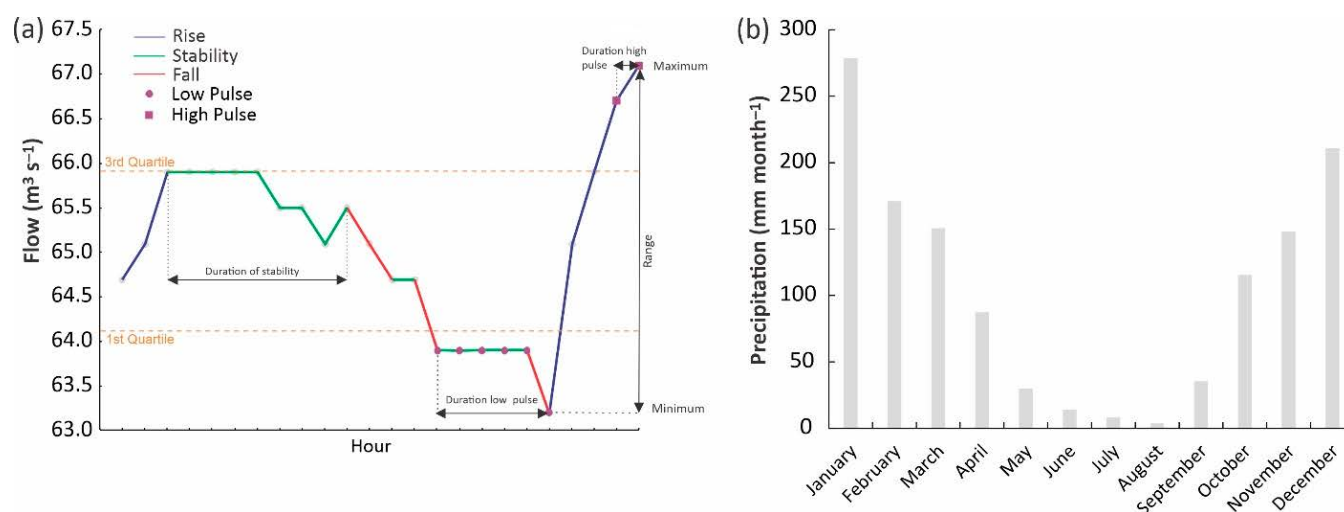 (a)
67.5
67.0
66.5
66.0
65.5
65.0
64.5
64.0
63.5
63.0
Flow (m³ s⁻¹)
Rise
Stability
Fall
Low Pulse
High Pulse
3rd Quartile
1st Quartile
Duration of stability
Duration low pulse
Duration high
pulse
Maximum
Range
Minimum
Hour
(b)
300
250
200
150
100
50
0
Precipitation (mm month⁻¹)
January
February
March
April
May
June
July
August
September
October
November
December